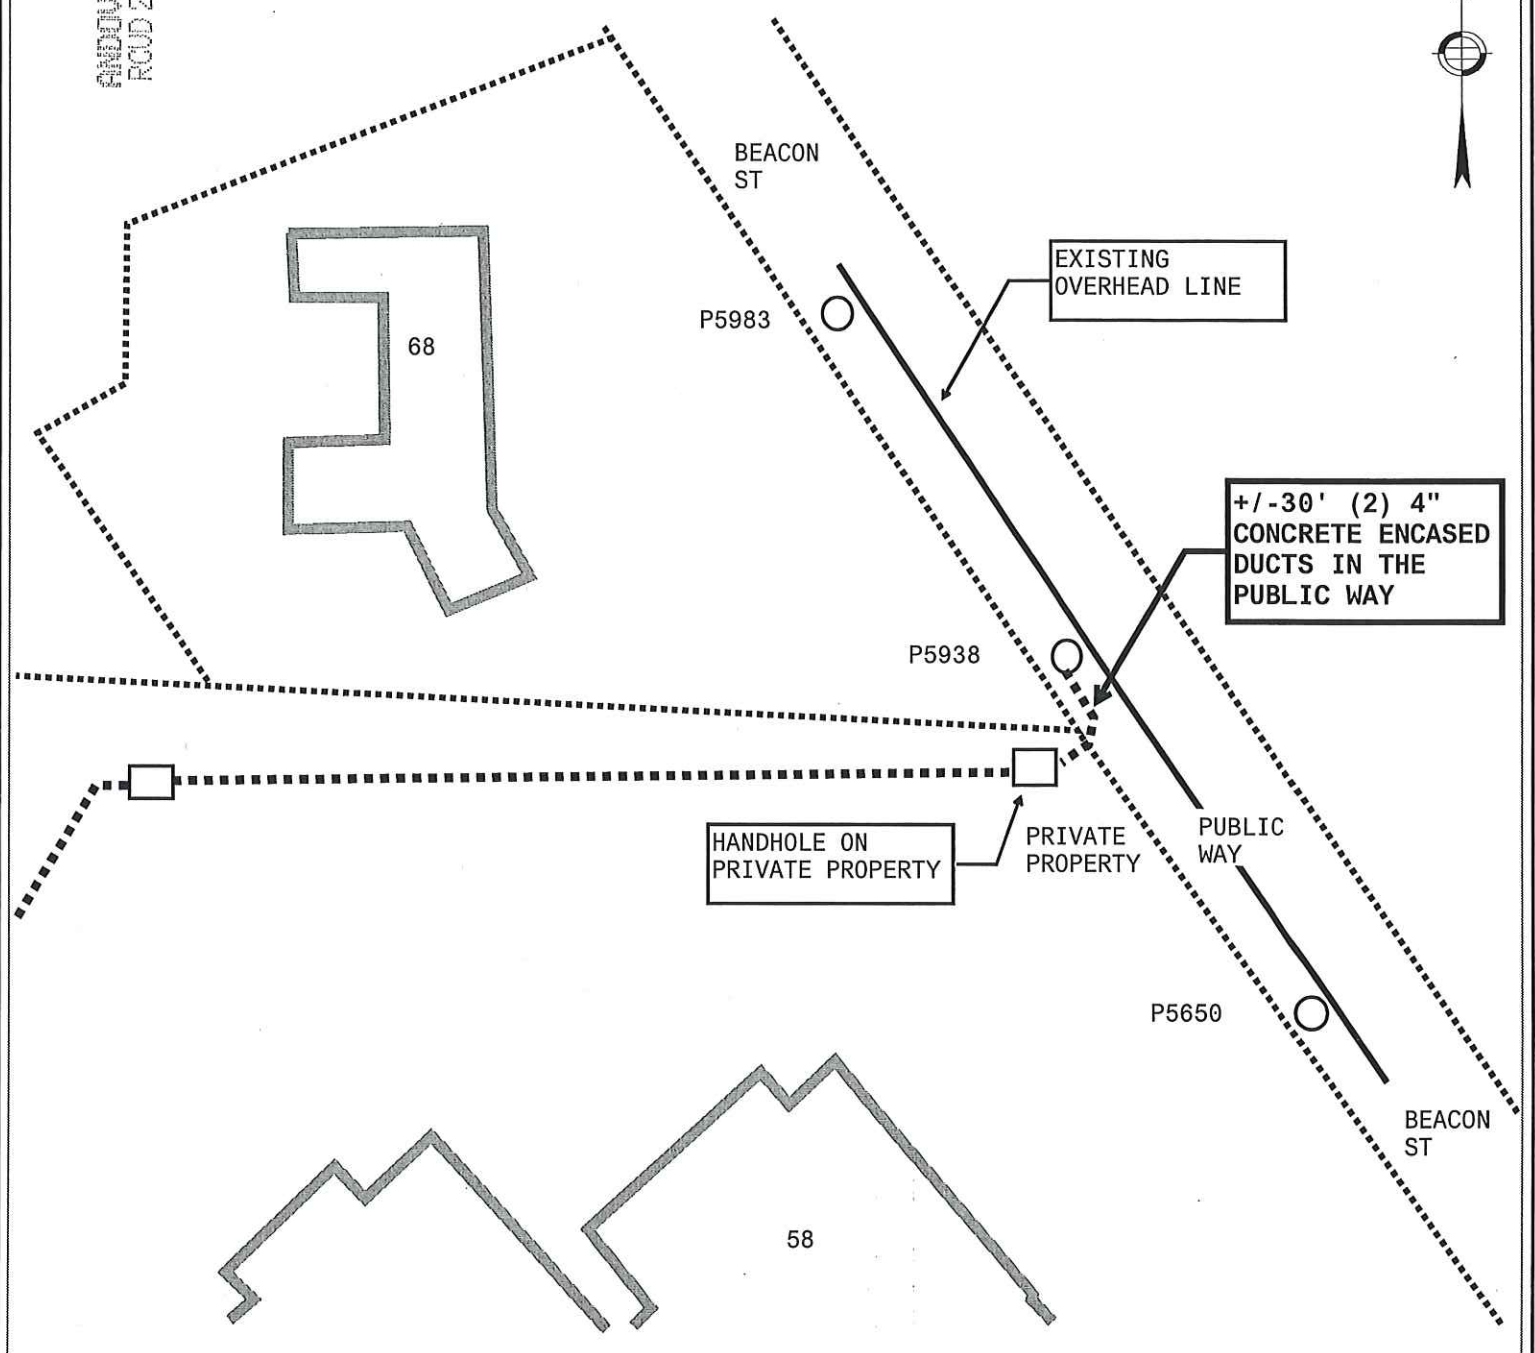 BEACON
ST
EXISTING
OVERHEAD LINE
P5983
68
+/-30' (2) 4"
CONCRETE ENCASED
DUCTS IN THE
PUBLIC WAY
P5938
HANDHOLE ON
PRIVATE PROPERTY
PRIVATE
PROPERTY
PUBLIC
WAY
P5650
BEACON
ST
58